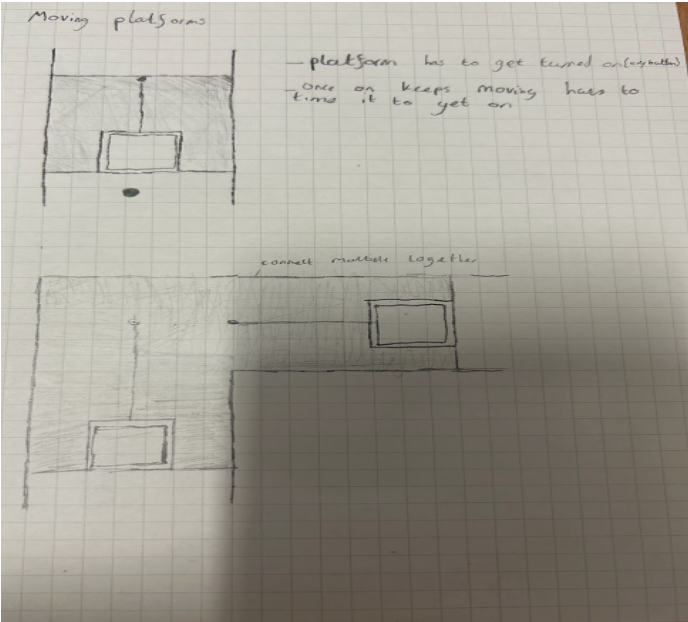 Moving platforms
- platform has to get turned on (via button)
- once on keeps moving has to
time it to get on
connect multiple together